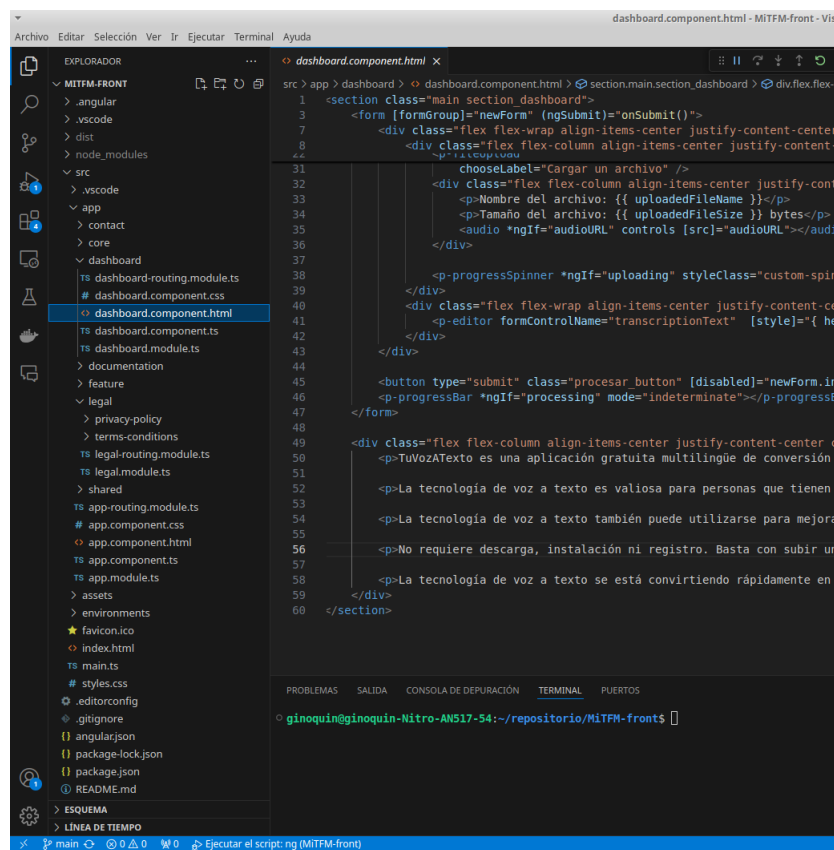 dashboard.component.html - MiTFM-front - Vis
Archivo Editar Selección Ver Ir Ejecutar Terminal Ayuda
EXPLORADOR ...
MITFM-FRONT
> .angular
> .vscode
> dist
> node_modules
src
> .vscode
app
> contact
> core
dashboard
TS dashboard-routing.module.ts
# dashboard.component.css
<> dashboard.component.html
TS dashboard.component.ts
TS dashboard.module.ts
> documentation
> feature
legal
> privacy-policy
> terms-conditions
TS legal-routing.module.ts
TS legal.module.ts
> shared
TS app-routing.module.ts
# app.component.css
<> app.component.html
TS app.component.ts
TS app.module.ts
> assets
> environments
favicon.ico
<> index.html
TS main.ts
# styles.css
.editorconfig
.gitignore
{} angular.json
{} package-lock.json
{} package.json
README.md
> ESQUEMA
> LÍNEA DE TIEMPO
<> dashboard.component.html ×
src > app > dashboard > <> dashboard.component.html > section.main.section_dashboard > div.flex.flex-
1 <section class="main section_dashboard">
3 <form [formGroup]="newForm" (ngSubmit)="onSubmit()">
7 <div class="flex flex-wrap align-items-center justify-content-center
8 <div class="flex flex-column align-items-center justify-content-
22 <p-fileUpload
31 chooseLabel="Cargar un archivo" />
32 <div class="flex flex-column align-items-center justify-cont
33 <p>Nombre del archivo: {{ uploadedFileName }}</p>
34 <p>Tamaño del archivo: {{ uploadedFileSize }} bytes</p>
35 <audio *ngIf="audioURL" controls [src]="audioURL"></audi
36 </div>
37
38 <p-progressSpinner *ngIf="uploading" styleClass="custom-spin
39 </div>
40 <div class="flex flex-wrap align-items-center justify-content-ce
41 <p-editor formControlName="transcriptionText" [style]="{ he
42 </div>
43 </div>
44
45 <button type="submit" class="procesar_button" [disabled]="newForm.in
46 <p-progressBar *ngIf="processing" mode="indeterminate"></p-progressB
47 </form>
48
49 <div class="flex flex-column align-items-center justify-content-center c
50 <p>TuVozATexto es una aplicación gratuita multilingüe de conversión
51
52 <p>La tecnología de voz a texto es valiosa para personas que tienen
53
54 <p>La tecnología de voz a texto también puede utilizarse para mejora
55
56 <p>No requiere descarga, instalación ni registro. Basta con subir un
57
58 <p>La tecnología de voz a texto se está convirtiendo rápidamente en
59 </div>
60 </section>
PROBLEMAS SALIDA CONSOLA DE DEPURACIÓN TERMINAL PUERTOS
ginoquin@ginoquin-Nitro-AN517-54:~/repositorio/MiTFM-front$
1
4
1
main 0 0 0 Ejecutar el script: ng (MiTFM-front)